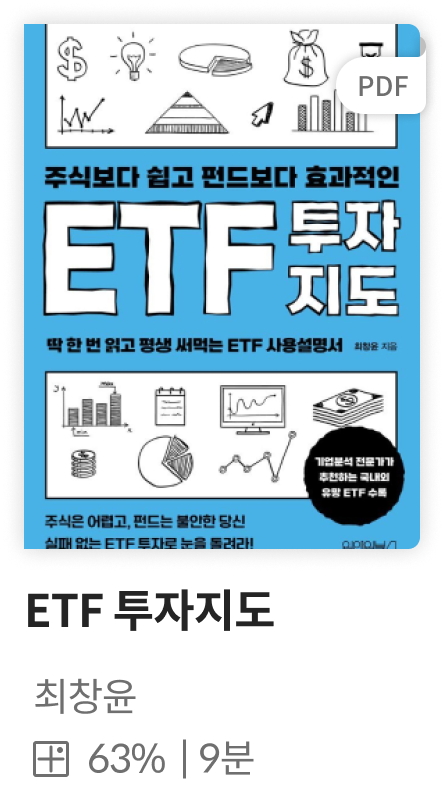 PDF
주식보다 쉽고 펀드보다 효과적인
ETF 투자
지도
딱 한 번 읽고 평생 써먹는 ETF 사용설명서 최창윤 지음
기업분석 전문가가
추천하는 국내외
유망 ETF 수록
주식은 어렵고, 펀드는 불안한 당신
실패 없는 ETF 투자로 눈을 돌려라!
ETF 투자지도
최창윤
63% | 9분